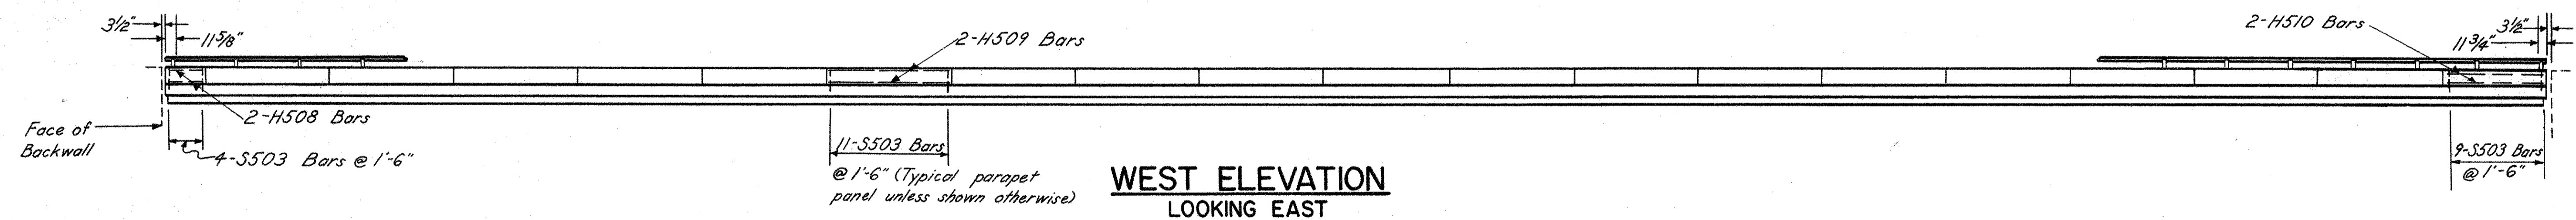 3½"
11⅝"
2-H509 Bars
2-H510 Bars
3½"
11¾"
2-H508 Bars
Face of
Backwall
4-S503 Bars @ 1'-6"
11-S503 Bars
@ 1'-6" (Typical parapet
panel unless shown otherwise)
9-S503 Bars
@ 1'-6"
WEST ELEVATION
LOOKING EAST